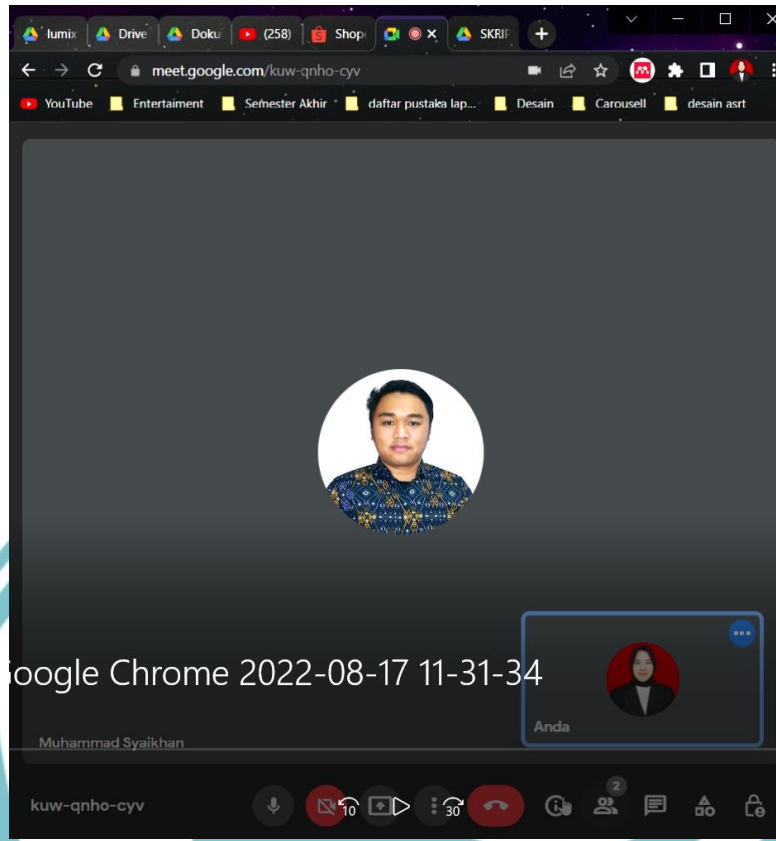 lumix Drive Doku (258) Shop SKRIF
meet.google.com/kuw-qnho-cyv
YouTube Entertaiment Semester Akhir daftar pustaka lap... Desain Carousell desain asrt
oogle Chrome 2022-08-17 11-31-34
Anda
Muhammad Syaikhan
kuw-qnho-cyv
10
30
2